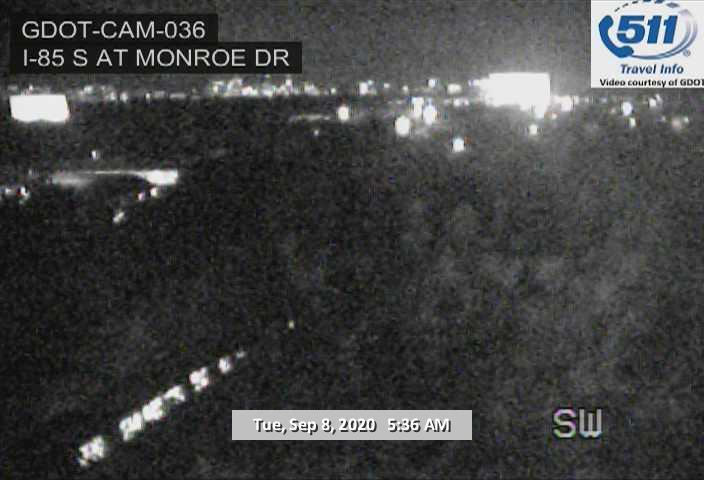 GDOT-CAM-036
I-85 S AT MONROE DR
511
Travel Info
Video courtesy of GDOT
Tue, Sep 8, 2020 5:36 AM
SW